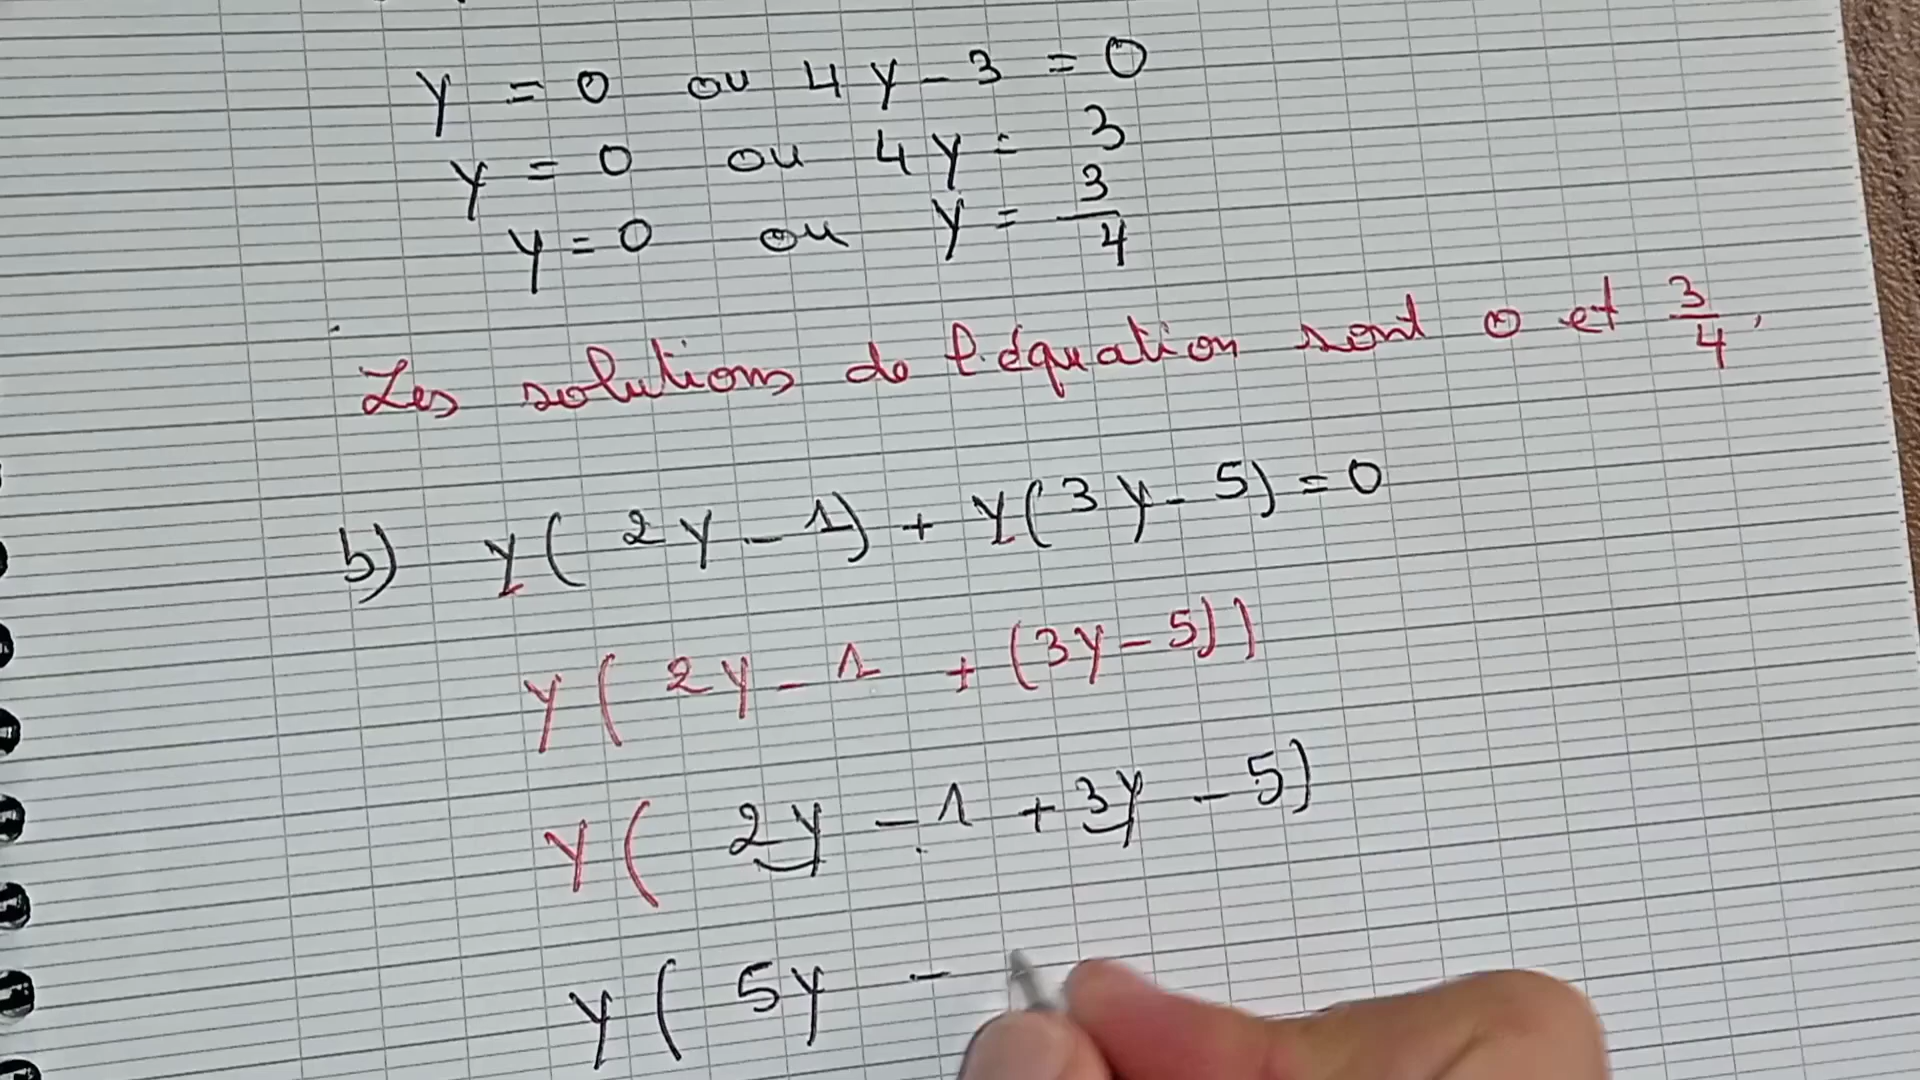 y = 0 ou 4y - 3 = 0
y = 0 ou 4y = 3
y = 0 ou y = 3/4
Les solutions de l'équation sont 0 et 3/4.
b) y( 2y - 1) + y(3y - 5) = 0
y( 2y - 1 + (3y - 5))
y( 2y - 1 + 3y - 5)
y( 5y -